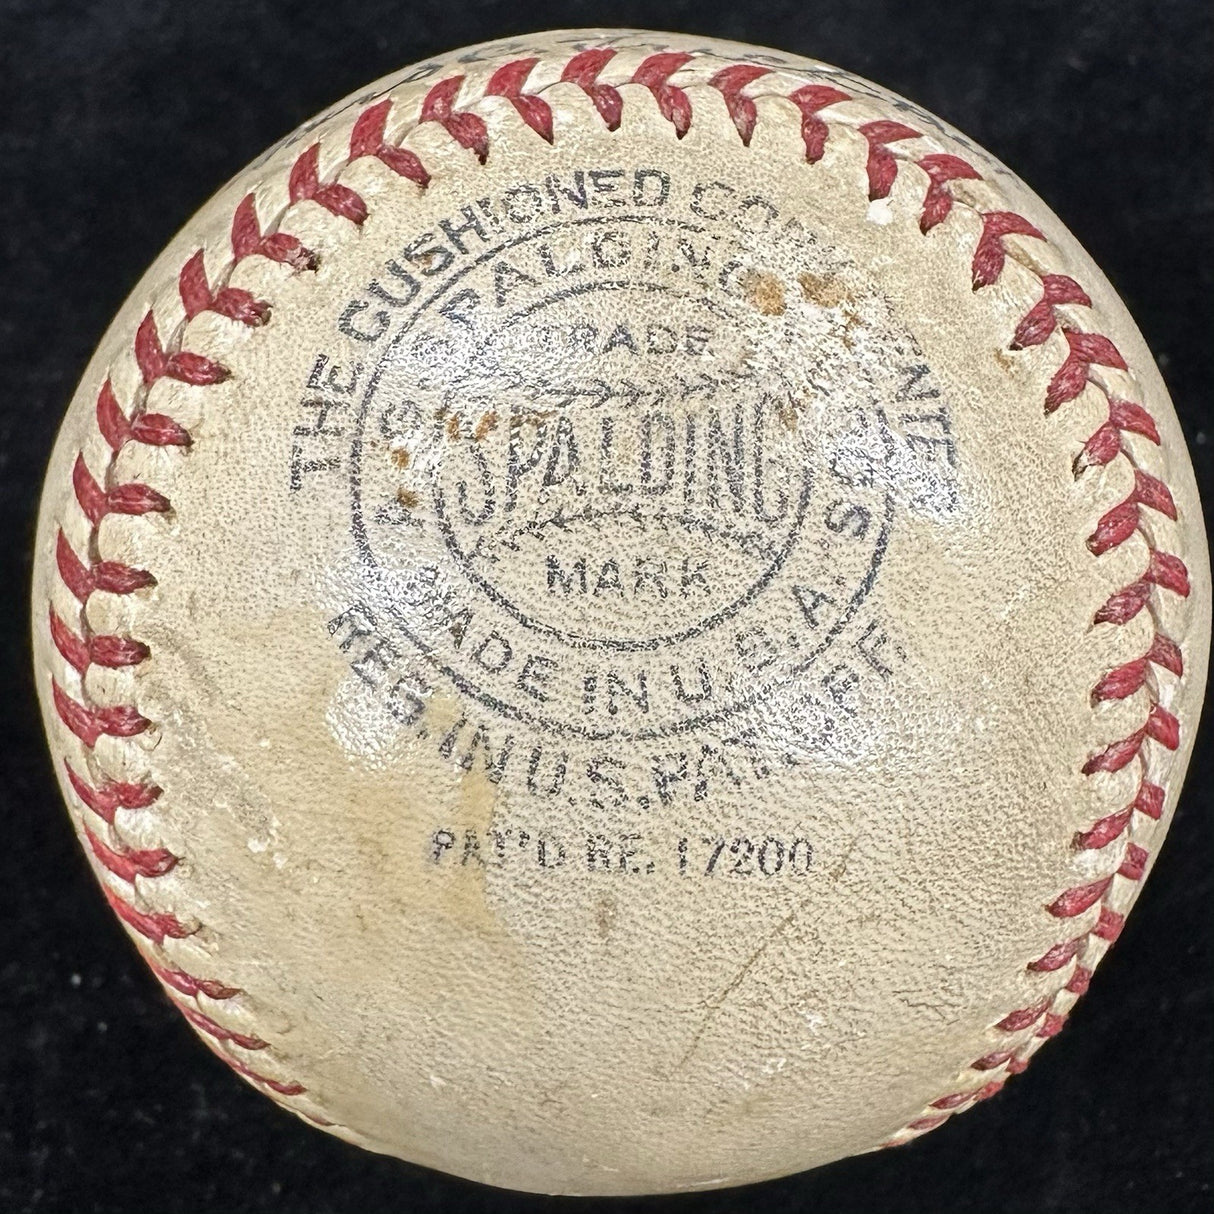 THE CUSHIONED CORK CENTER
SPALDING
TRADE
SPALDING
MARK
MADE IN U.S.A.
REG. IN U.S. PAT. OFF.
PAT'D RE. 17200